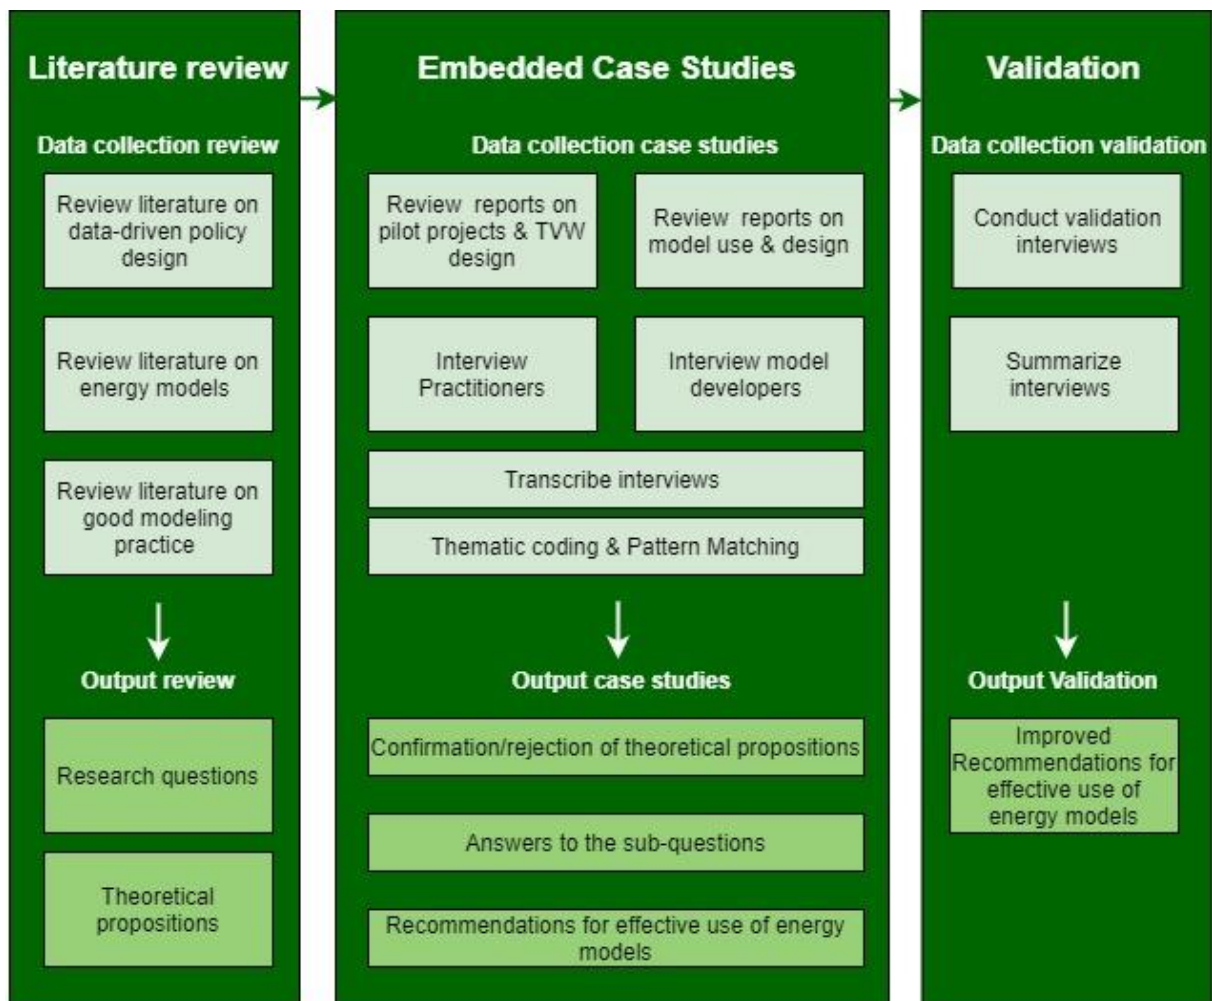 Literature review
Data collection review
Review literature on
data-driven policy
design
Review literature on
energy models
Review literature on
good modeling
practice
Output review
Research questions
Theoretical
propositions
Embedded Case Studies
Data collection case studies
Review reports on
pilot projects & TVW
design
Review reports on
model use & design
Interview
Practitioners
Interview model
developers
Transcribe interviews
Thematic coding & Pattern Matching
Output case studies
Confirmation/rejection of theoretical propositions
Answers to the sub-questions
Recommendations for effective use of energy
models
Validation
Data collection validation
Conduct validation
interviews
Summarize
interviews
Output Validation
Improved
Recommendations for
effective use of
energy models